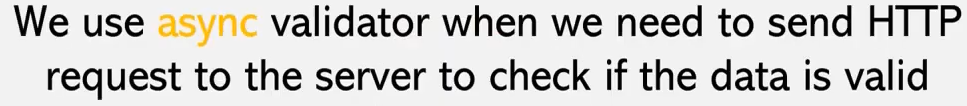 We use async validator when we need to send HTTP
request to the server to check if the data is valid